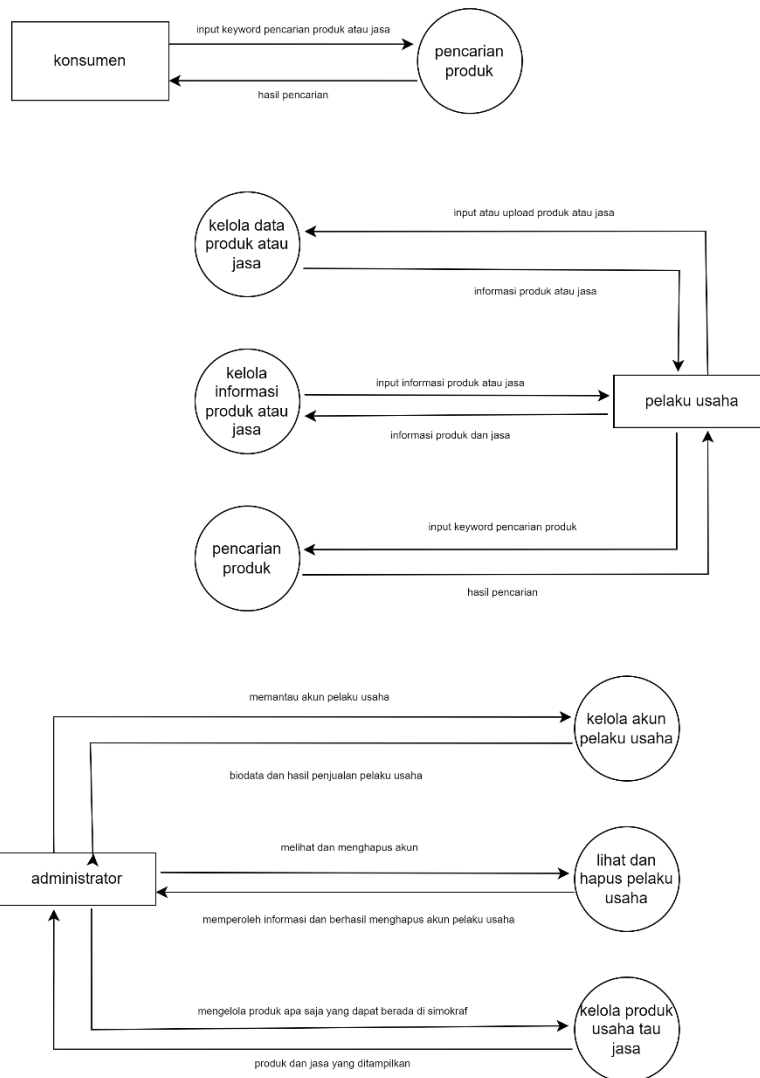 input keyword pencarian produk atau jasa
konsumen
pencarian
produk
hasil pencarian
kelola data
produk atau
jasa
input atau upload produk atau jasa
informasi produk atau jasa
kelola
informasi
produk atau
jasa
input informasi produk atau jasa
pelaku usaha
informasi produk dan jasa
pencarian
produk
input keyword pencarian produk
hasil pencarian
memantau akun pelaku usaha
kelola akun
pelaku usaha
biodata dan hasil penjualan pelaku usaha
administrator
melihat dan menghapus akun
lihat dan
hapus pelaku
usaha
memperoleh informasi dan berhasil menghapus akun pelaku usaha
mengelola produk apa saja yang dapat berada di simokraf
kelola produk
usaha tau
jasa
produk dan jasa yang ditampilkan